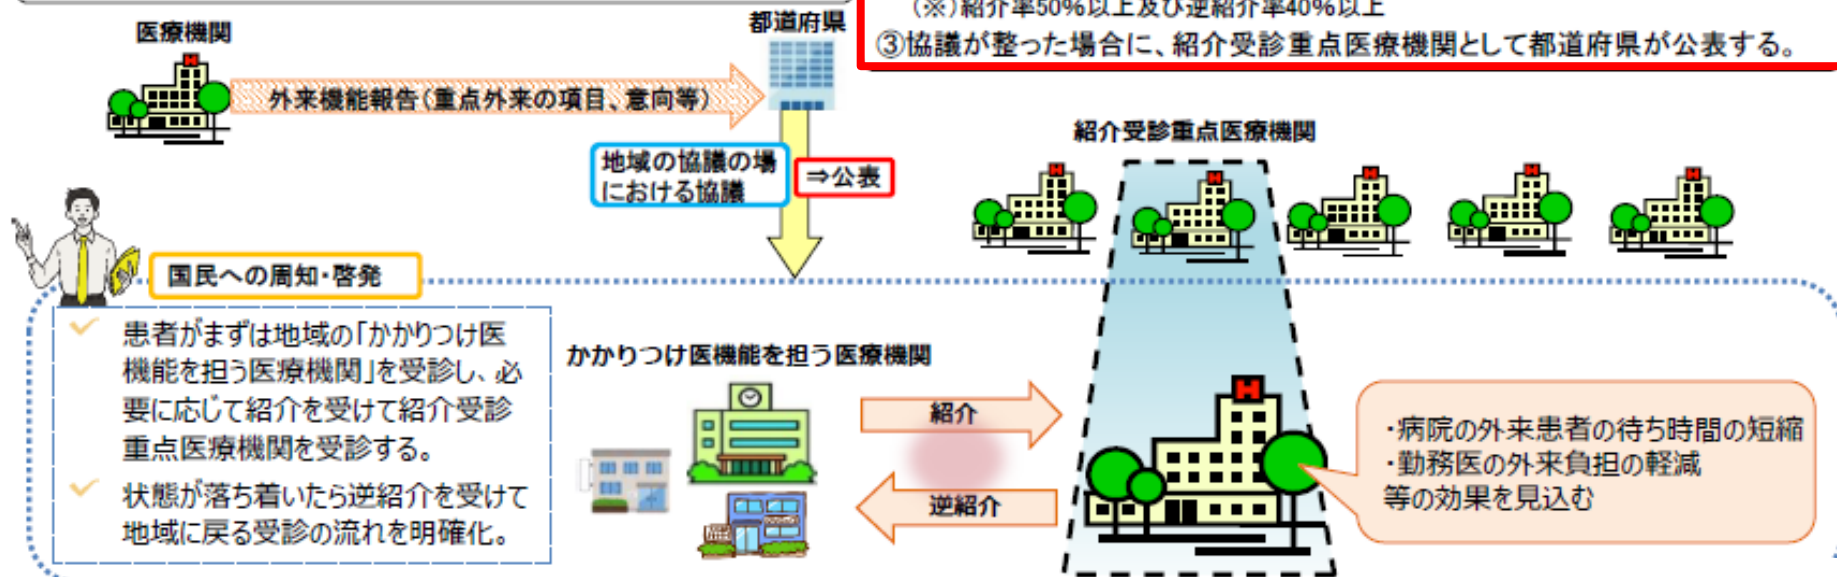 (※)紹介率50%以上及び逆紹介率40%以上
③協議が整った場合に、紹介受診重点医療機関として都道府県が公表する。
医療機関
都道府県
外来機能報告(重点外来の項目、意向等)
地域の協議の場
における協議
⇒公表
紹介受診重点医療機関
H
H
H
H
H
H
国民への周知・啓発
患者がまずは地域の「かかりつけ医
機能を担う医療機関」を受診し、必
要に応じて紹介を受けて紹介受診
重点医療機関を受診する。
状態が落ち着いたら逆紹介を受けて
地域に戻る受診の流れを明確化。
かかりつけ医機能を担う医療機関
紹介
逆紹介
H
・病院の外来患者の待ち時間の短縮
・勤務医の外来負担の軽減
等の効果を見込む